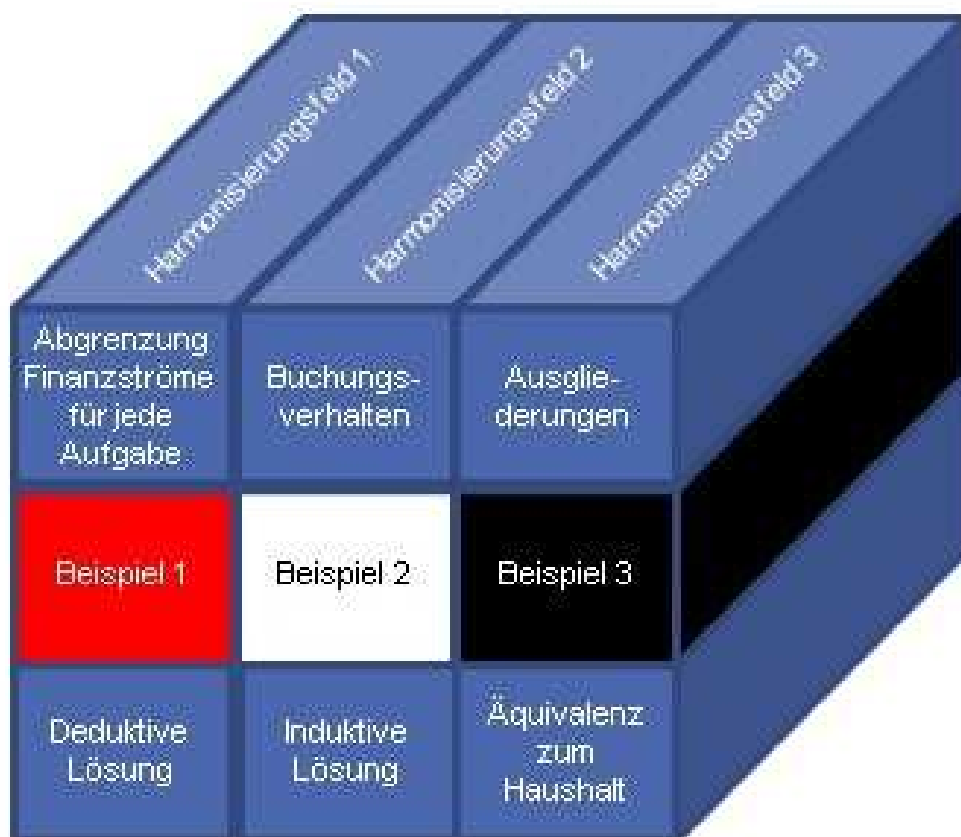 Harmonisierungsfeld 1
Harmonisierungsfeld 2
Harmonisierungsfeld 3
Abgrenzung
Finanzströme
für jede
Aufgabe
Buchungs-
verhalten
Ausglie-
derungen
Beispiel 1
Beispiel 2
Beispiel 3
Deduktive
Lösung
Induktive
Lösung
Äquivalenz
zum
Haushalt